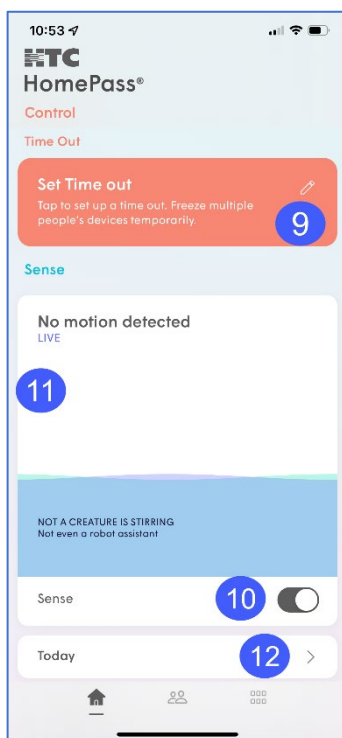 10:53
HTC
HomePass®
Control
Time Out
Set Time out
Tap to set up a time out. Freeze multiple
people's devices temporarily.
9
Sense
No motion detected
LIVE
11
NOT A CREATURE IS STIRRING
Not even a robot assistant
Sense
10
Today
12